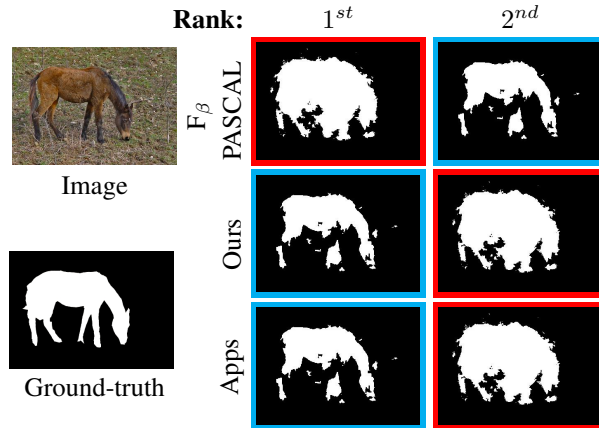 Rank: 1st 2nd
Image
Fβ
PASCAL
Ours
Ground-truth
Apps